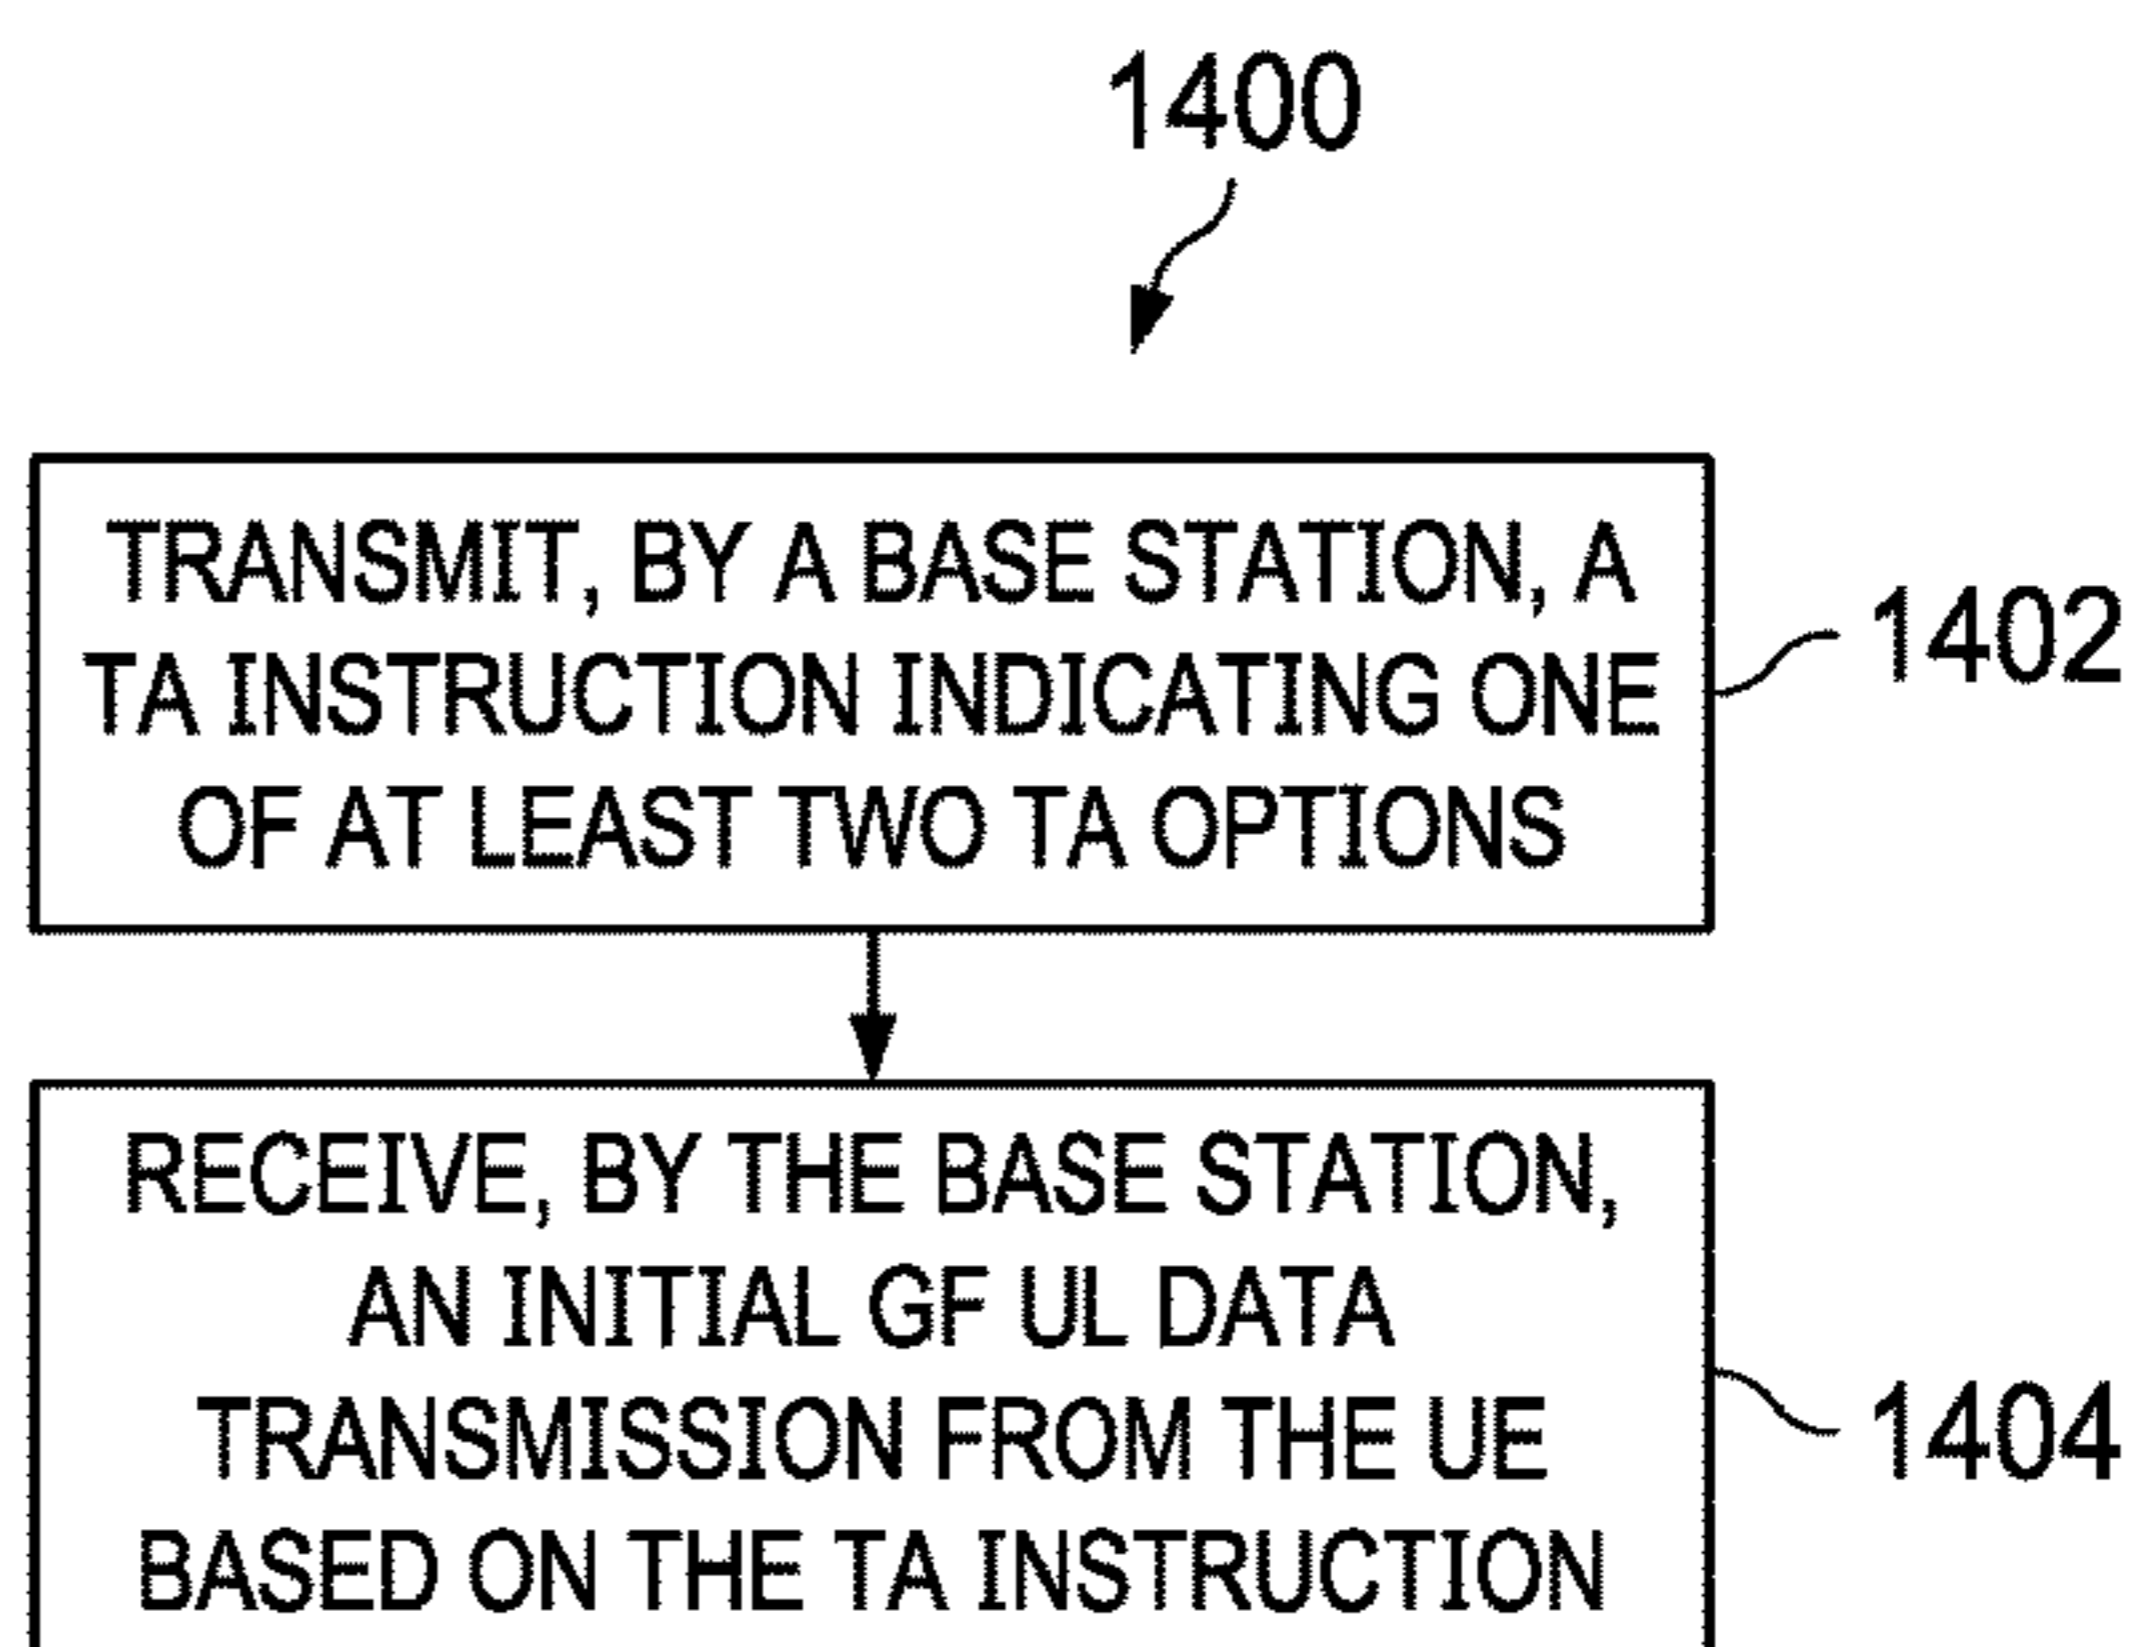 1400
TRANSMIT, BY A BASE STATION, A
TA INSTRUCTION INDICATING ONE
OF AT LEAST TWO TA OPTIONS
1402
RECEIVE, BY THE BASE STATION,
AN INITIAL GF UL DATA
TRANSMISSION FROM THE UE
BASED ON THE TA INSTRUCTION
1404